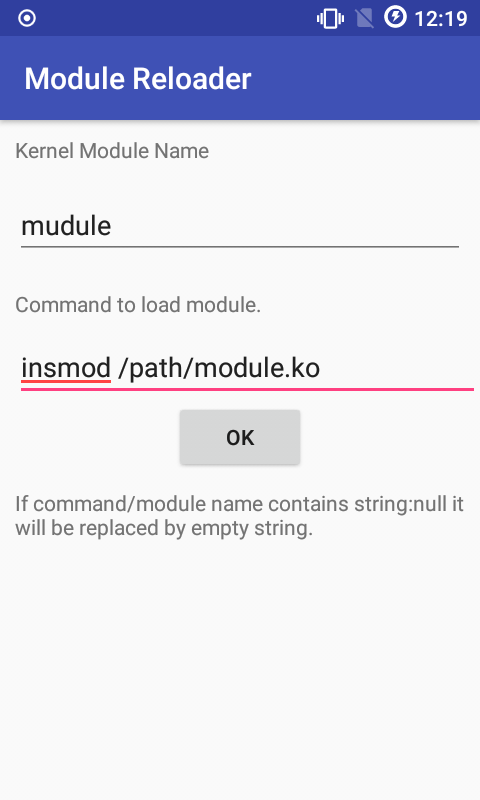 12:19
Module Reloader
Kernel Module Name
mudule
Command to load module.
insmod /path/module.ko
OK
If command/module name contains string:null it
will be replaced by empty string.